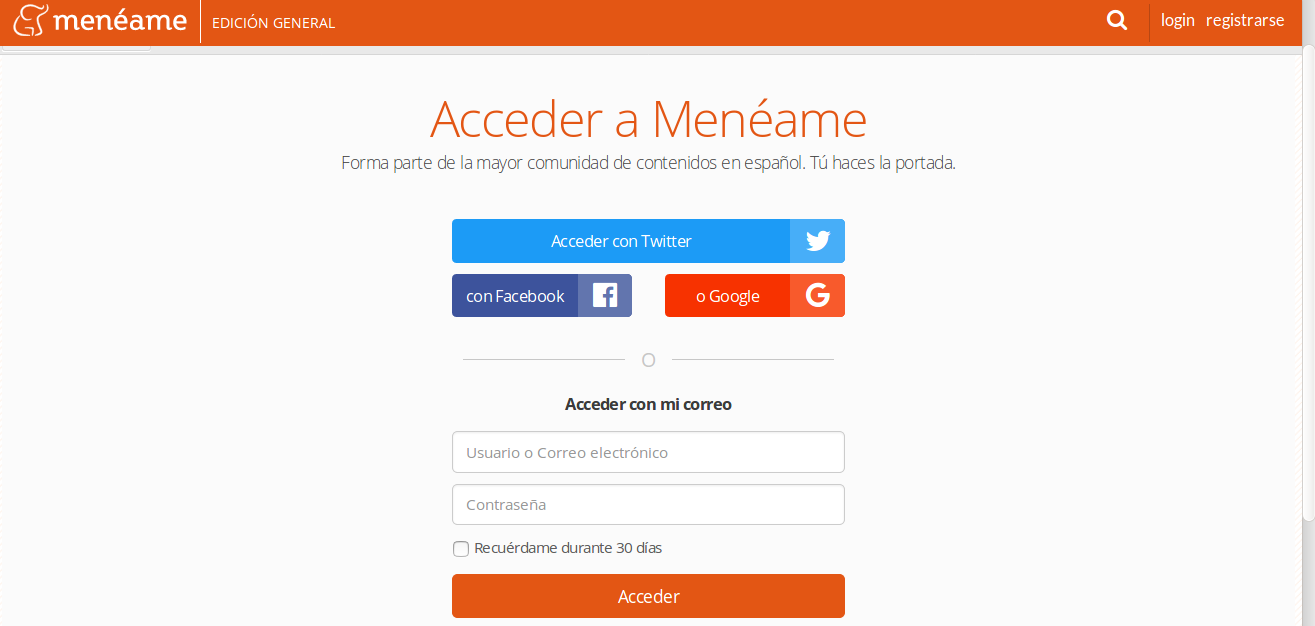 menéame EDICIÓN GENERAL login registrarse
Acceder a Menéame
Forma parte de la mayor comunidad de contenidos en español. Tú haces la portada.
Acceder con Twitter
con Facebook o Google
O
Acceder con mi correo
Usuario o Correo electrónico
Contraseña
Recuérdame durante 30 días
Acceder